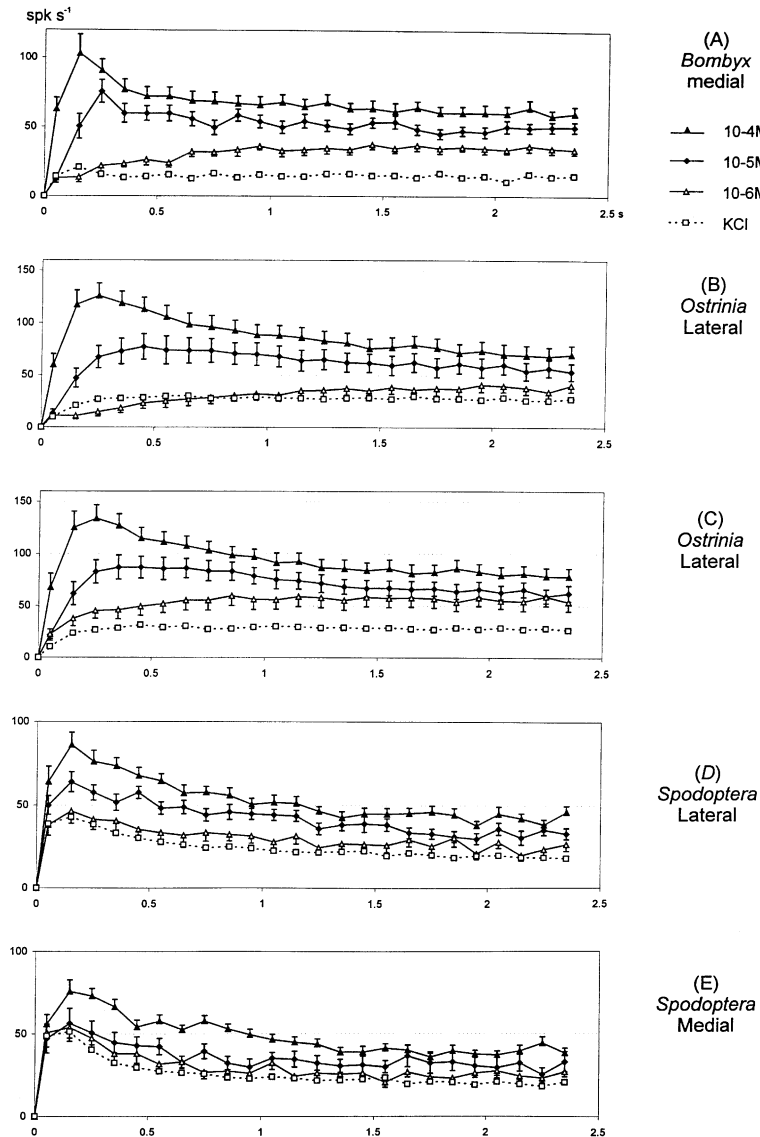 spk s-1
100
50
0
0
0.5
1
1.5
2
2.5 s
(A)
Bombyx
medial
10-4M
10-5M
10-6M
KCl
150
100
50
0
0
0.5
1
1.5
2
2.5
(B)
Ostrinia
Lateral
150
100
50
0
0
0.5
1
1.5
2
2.5
(C)
Ostrinia
Lateral
100
50
0
0
0.5
1
1.5
2
2.5
(D)
Spodoptera
Lateral
100
50
0
0
0.5
1
1.5
2
2.5
(E)
Spodoptera
Medial